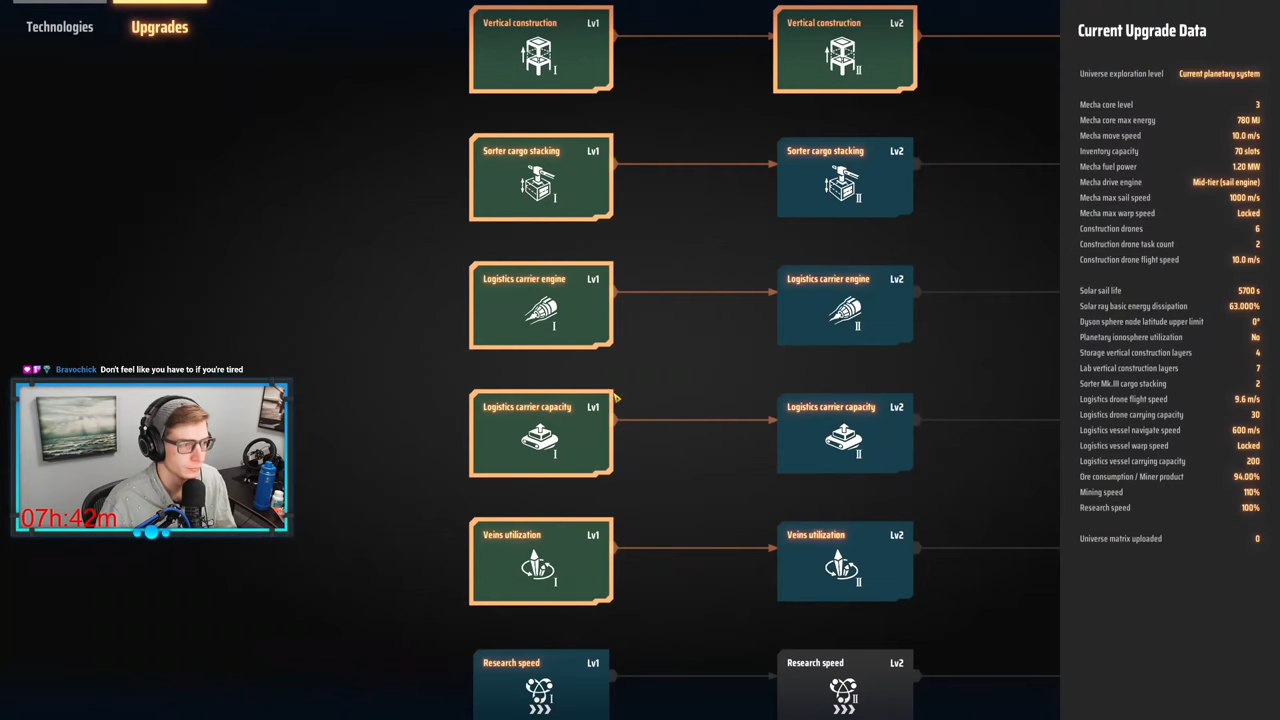 Technologies
Upgrades
Vertical construction Lv1
I
Vertical construction Lv2
II
Sorter cargo stacking Lv1
I
Sorter cargo stacking Lv2
II
Logistics carrier engine Lv1
I
Logistics carrier engine Lv2
II
Logistics carrier capacity Lv1
I
Logistics carrier capacity Lv2
II
Veins utilization Lv1
I
Veins utilization Lv2
II
Research speed Lv1
I
Research speed Lv2
II
Bravochick Don't feel like you have to if you're tired
07h:42m
Current Upgrade Data
Universe exploration level Current planetary system
Mecha core level 3
Mecha core max energy 780 MJ
Mecha move speed 10.0 m/s
Inventory capacity 70 slots
Mecha fuel power 1.20 MW
Mecha drive engine Mid-tier (sail engine)
Mecha max sail speed 1000 m/s
Mecha max warp speed Locked
Construction drones 6
Construction drone task count 2
Construction drone flight speed 10.0 m/s
Solar sail life 5700 s
Solar ray basic energy dissipation 63.000%
Dyson sphere node latitude upper limit 0°
Planetary ionosphere utilization No
Storage vertical construction layers 4
Lab vertical construction layers 7
Sorter Mk.III cargo stacking 2
Logistics drone flight speed 9.6 m/s
Logistics drone carrying capacity 30
Logistics vessel navigate speed 600 m/s
Logistics vessel warp speed Locked
Logistics vessel carrying capacity 200
Ore consumption / Miner product 94.00%
Mining speed 110%
Research speed 100%
Universe matrix uploaded 0